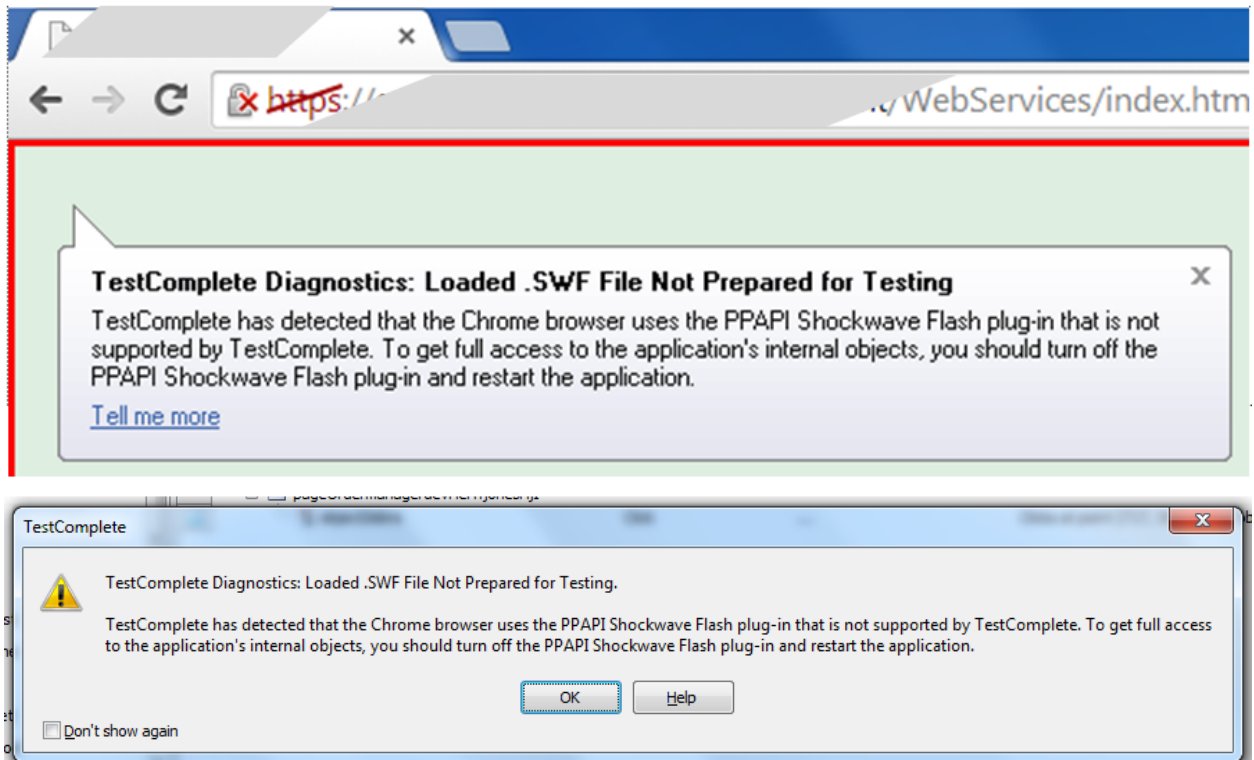 https:// /WebServices/index.htm
TestComplete Diagnostics: Loaded .SWF File Not Prepared for Testing
TestComplete has detected that the Chrome browser uses the PPAPI Shockwave Flash plug-in that is not
supported by TestComplete. To get full access to the application's internal objects, you should turn off the
PPAPI Shockwave Flash plug-in and restart the application.
Tell me more
TestComplete
TestComplete Diagnostics: Loaded .SWF File Not Prepared for Testing.
TestComplete has detected that the Chrome browser uses the PPAPI Shockwave Flash plug-in that is not supported by TestComplete. To get full access
to the application's internal objects, you should turn off the PPAPI Shockwave Flash plug-in and restart the application.
OK Help
Don't show again